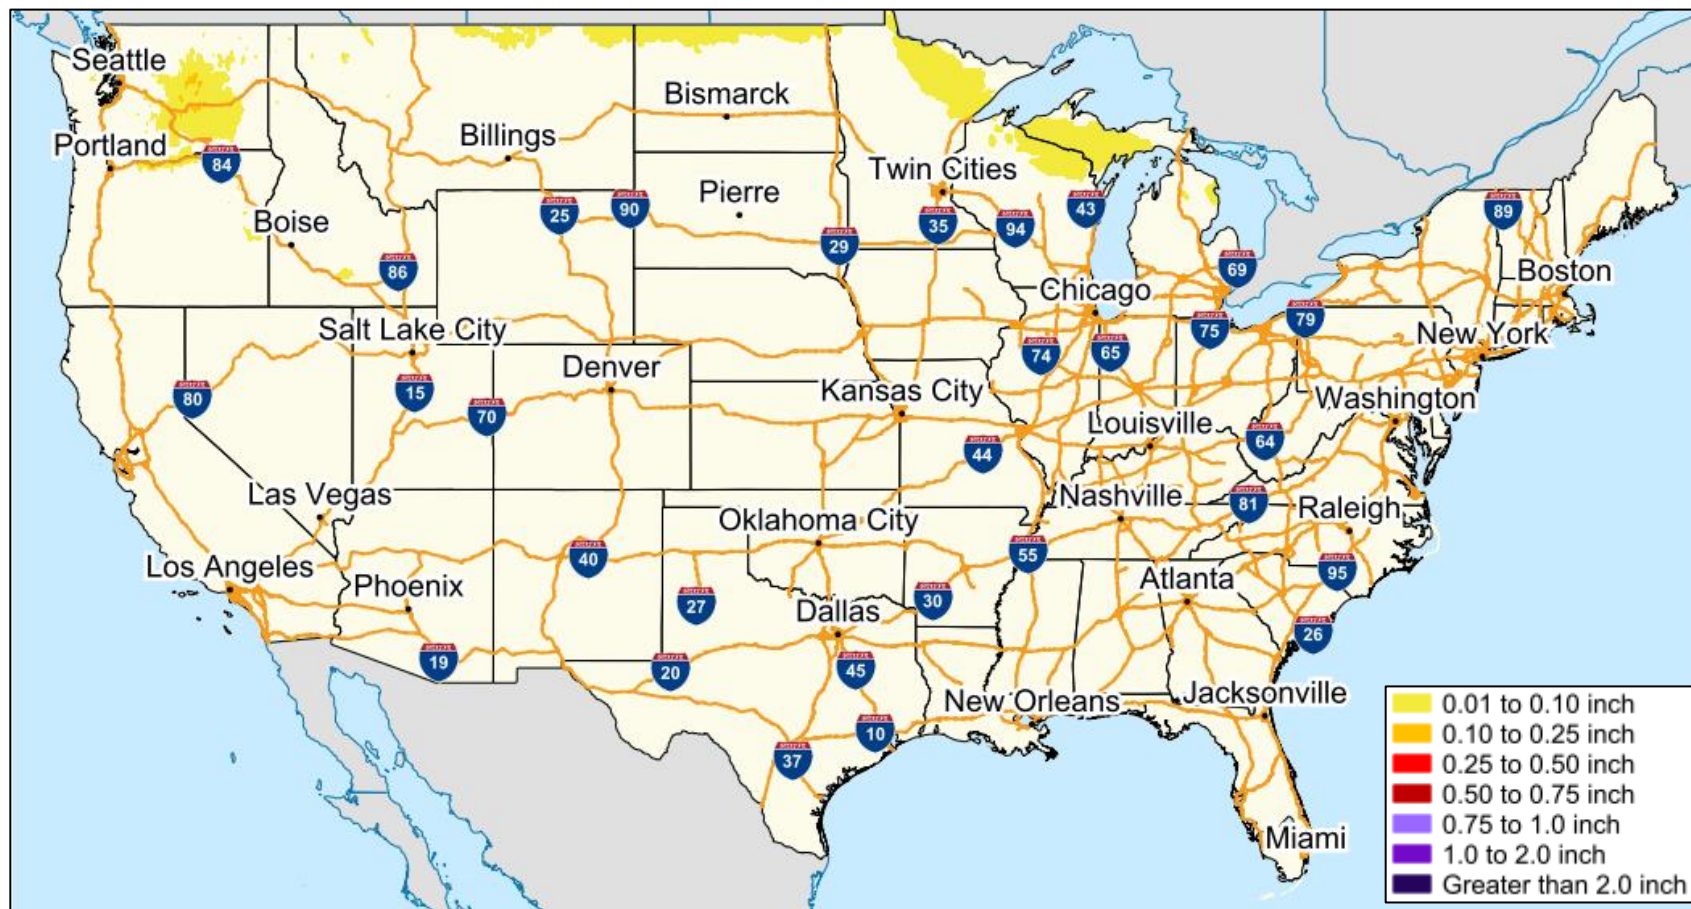 Seattle
Portland
84
Boise
86
Billings
25
90
Bismarck
Pierre
29
Twin Cities
35
94
43
69
89
Boston
Chicago
74
65
75
79
New York
Salt Lake City
15
80
70
Denver
Kansas City
44
Louisville
64
Washington
Las Vegas
Los Angeles
Phoenix
19
40
27
Oklahoma City
Nashville
81
Raleigh
55
95
Atlanta
30
Dallas
26
20
45
10
37
New Orleans
Jacksonville
Miami
0.01 to 0.10 inch
0.10 to 0.25 inch
0.25 to 0.50 inch
0.50 to 0.75 inch
0.75 to 1.0 inch
1.0 to 2.0 inch
Greater than 2.0 inch